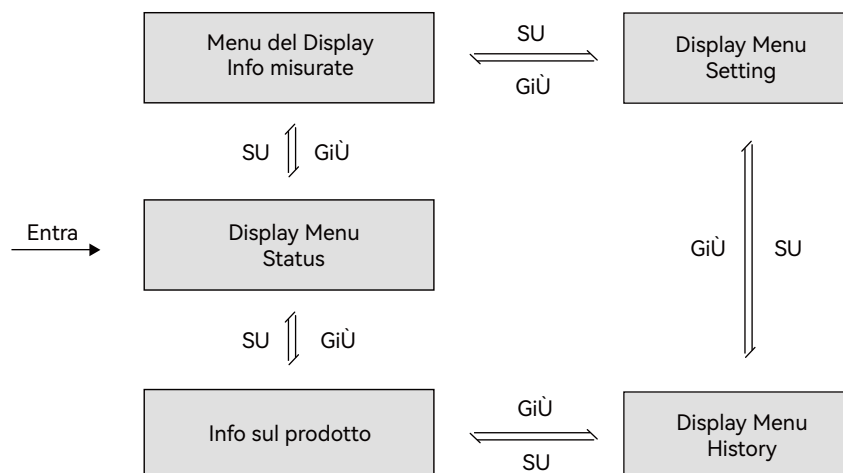 Menu del Display
Info misurate
SU
GiÙ
Display Menu
Setting
SU
GiÙ
Entra
Display Menu
Status
GiÙ
SU
SU
GiÙ
Info sul prodotto
GiÙ
SU
Display Menu
History